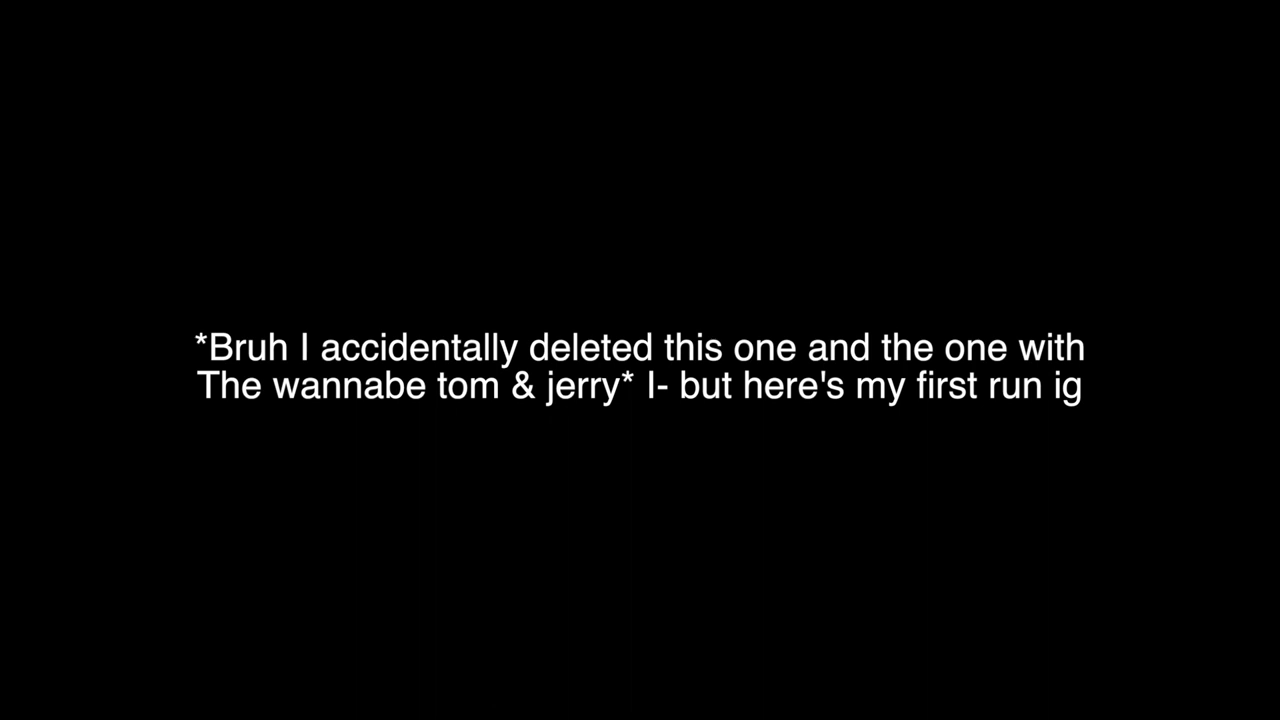 *Bruh I accidentally deleted this one and the one with
The wannabe tom & jerry* I- but here's my first run ig